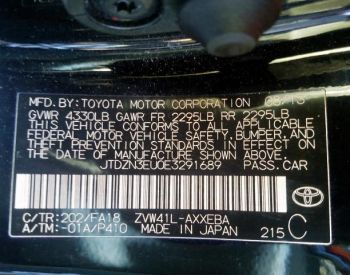 MFD.BY:TOYOTA MOTOR CORPORATION 08/13
GVWR 4330LB GAWR FR 2295LB RR 2295LB
THIS VEHICLE CONFORMS TO ALL APPLICABLE
FEDERAL MOTOR VEHICLE SAFETY,BUMPER,AND
THEFT PREVENTION STANDARDS IN EFFECT ON
THE DATE OF MANUFACTURE SHOWN ABOVE.
JTDZN3EU0E3291689 PASS.CAR
TOYOTA
C/TR:202/FA18 ZVW41L-AXXEBA
A/TM:-01A/P410 MADE IN JAPAN 215 C